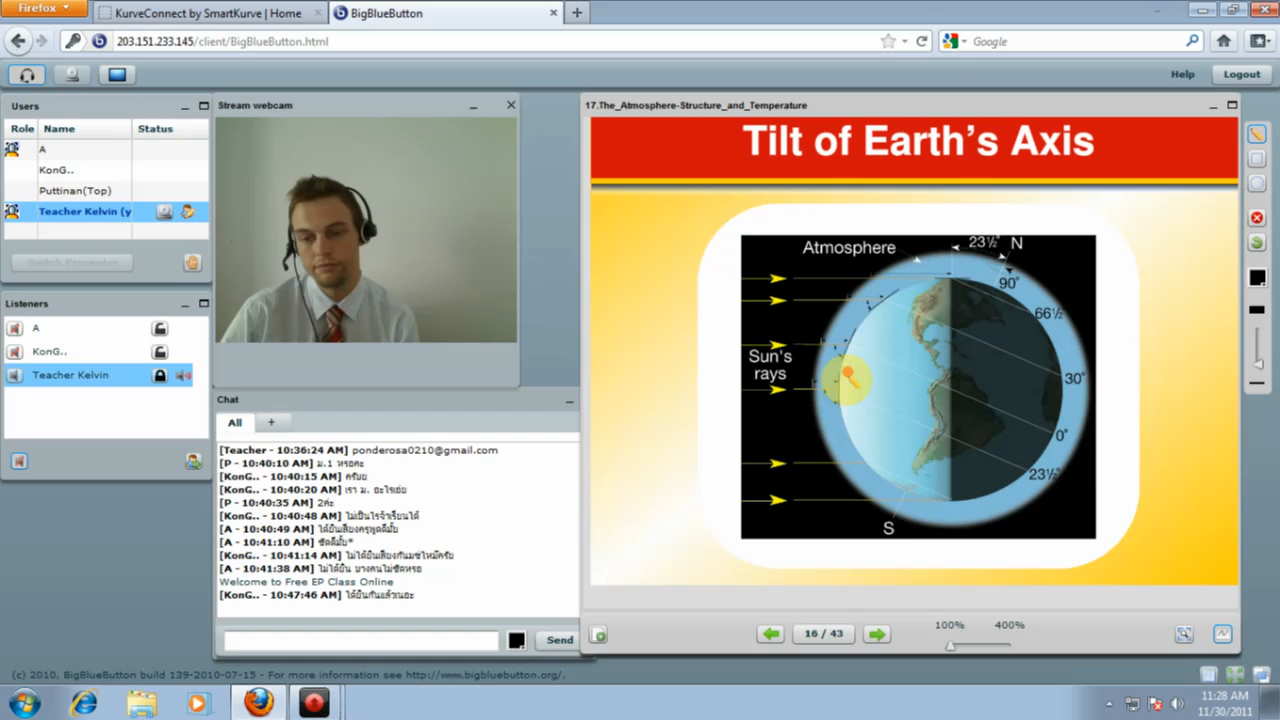 Firefox
KurveConnect by SmartKurve | Home
BigBlueButton
203.151.233.145/client/BigBlueButton.html
Google
Help
Logout
Users
Role Name Status
A
KonG..
Puttinan(Top)
Teacher Kelvin (y
Switch Presenter
Listeners
A
KonG..
Teacher Kelvin
Stream webcam
Chat
All
+
[Teacher - 10:36:24 AM] ponderosa0210@gmail.com
[P - 10:40:10 AM] ม.1 หรอคะ
[KonG.. - 10:40:15 AM] ครับย
[KonG.. - 10:40:20 AM] เรา ม. อะไรเอ่ย
[P - 10:40:35 AM] 2ค่ะ
[KonG.. - 10:40:48 AM] ไม่เป็นไรจ้าเรียนได้
[A - 10:40:49 AM] ได้ยินเสียงครูพูดดีมั้ย
[A - 10:41:10 AM] ชัดดีมั้ย*
[KonG.. - 10:41:14 AM] ไม่ได้ยินเสียงกันมชไหมครับ
[A - 10:41:38 AM] ไม่ได้ยิน บางคนไม่ชัดหรอ
Welcome to Free EP Class Online
[KonG.. - 10:47:46 AM] ได้ยินกันแล้วเนอะ
Send
17.The_Atmosphere-Structure_and_Temperature
Tilt of Earth's Axis
Atmosphere
23½°
N
90°
66½°
Sun's
rays
30°
0°
23½°
S
16 / 43
100%
400%
(c) 2010, BigBlueButton build 139-2010-07-15 - For more information see http://www.bigbluebutton.org/.
11:28 AM
11/30/2011